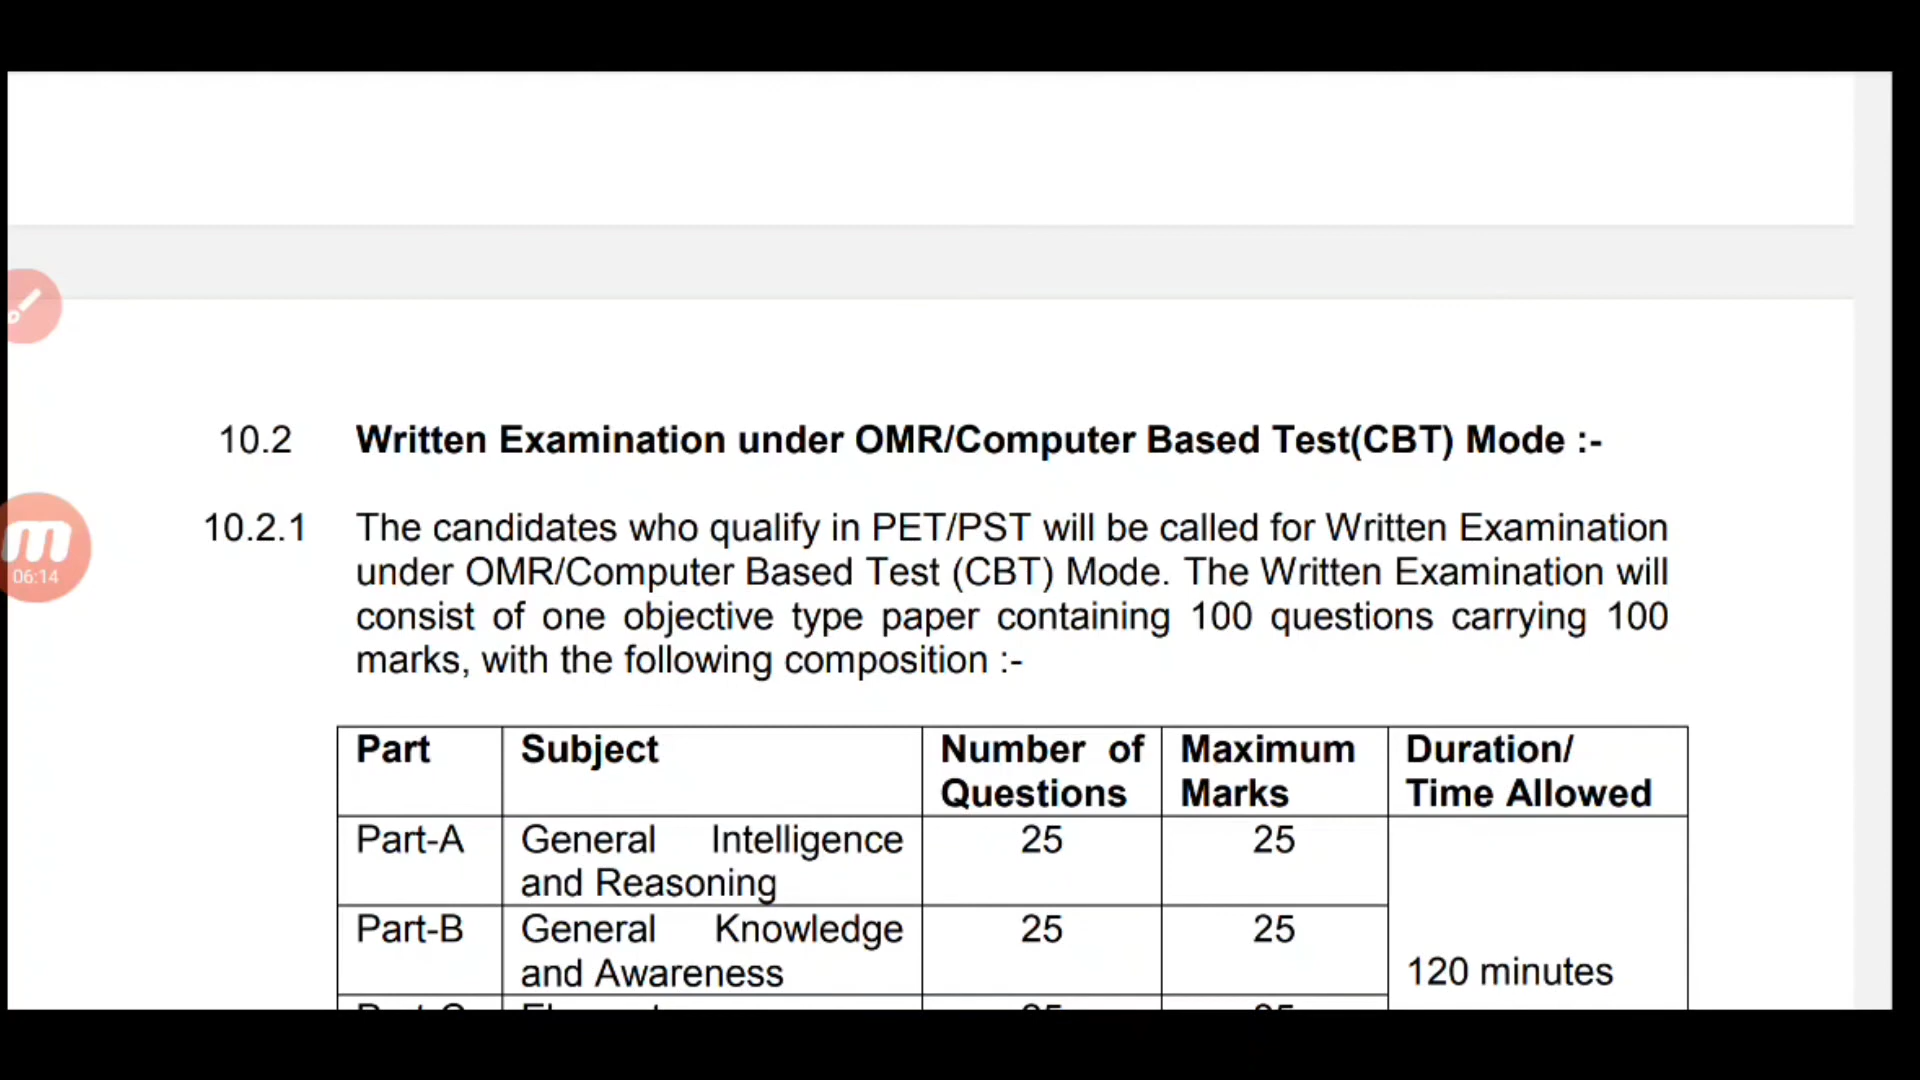 10.2 Written Examination under OMR/Computer Based Test(CBT) Mode :-
10.2.1 The candidates who qualify in PET/PST will be called for Written Examination
under OMR/Computer Based Test (CBT) Mode. The Written Examination will
consist of one objective type paper containing 100 questions carrying 100
marks, with the following composition :-
Part Subject Number of Maximum Duration/
Questions Marks Time Allowed
Part-A General Intelligence 25 25
and Reasoning
Part-B General Knowledge 25 25
and Awareness
120 minutes
m
06:14